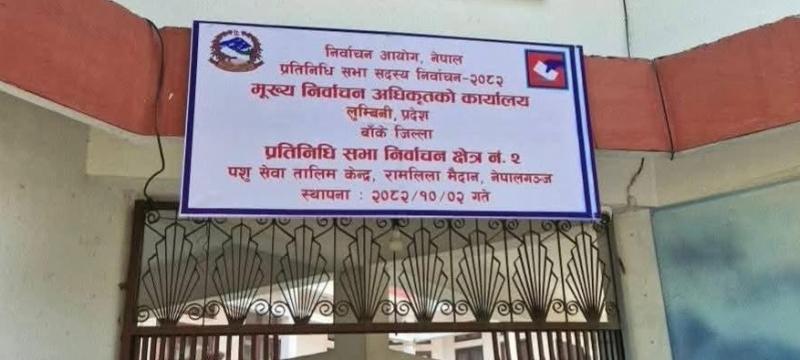 निर्वाचन आयोग, नेपाल
प्रतिनिधि सभा सदस्य निर्वाचन-२०८२
मूख्य निर्वाचन अधिकृतको कार्यालय
लुम्बिनी, प्रदेश
बाँके जिल्ला
प्रतिनिधि सभा निर्वाचन क्षेत्र नं. २
पशु सेवा तालिम केन्द्र, रामलिला मैदान, नेपालगञ्ज
स्थापना : २०८२/१०/०२ गते